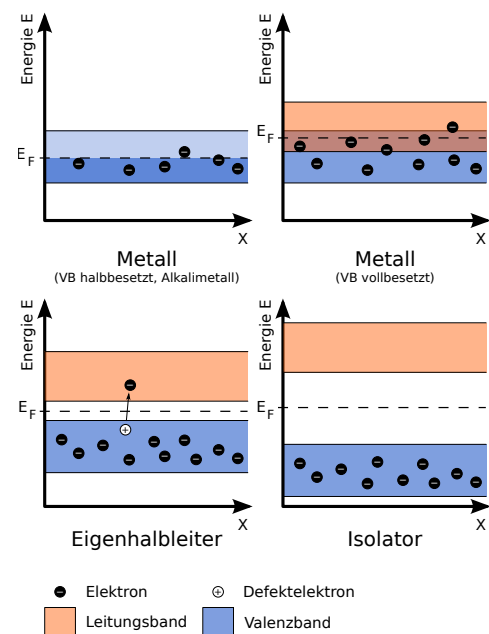 Energie E
E_F
X
Metall
(VB halbbesetzt, Alkalimetall)
Energie E
E_F
X
Metall
(VB vollbesetzt)
Energie E
E_F
X
Eigenhalbleiter
Energie E
E_F
X
Isolator
Elektron
Defektelektron
Leitungsband
Valenzband